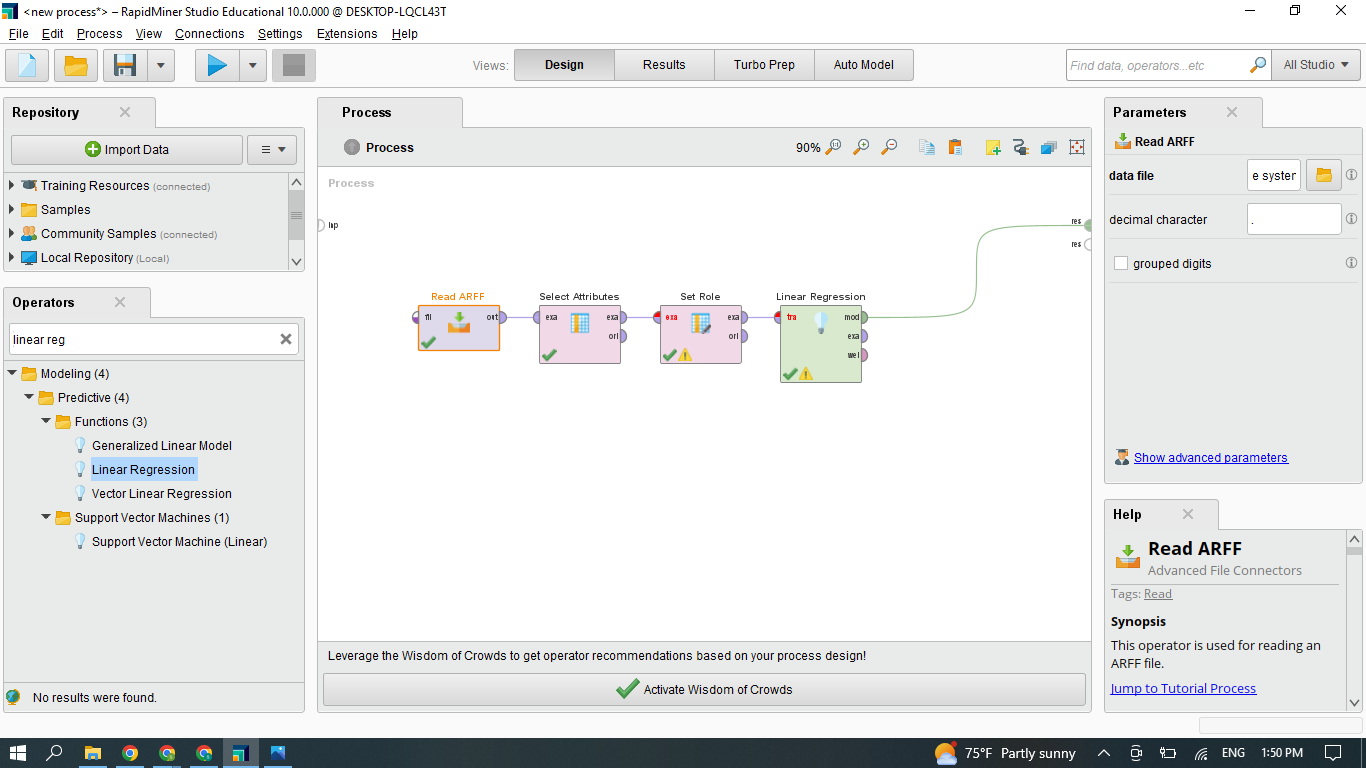 <new process*> – RapidMiner Studio Educational 10.0.000 @ DESKTOP-LQCL43T
File Edit Process View Connections Settings Extensions Help
Views: Design Results Turbo Prep Auto Model
Find data, operators...etc
All Studio
Repository
Import Data
Training Resources (connected)
Samples
Community Samples (connected)
Local Repository (Local)
Operators
linear reg
Modeling (4)
Predictive (4)
Functions (3)
Generalized Linear Model
Linear Regression
Vector Linear Regression
Support Vector Machines (1)
Support Vector Machine (Linear)
No results were found.
Process
Process
90%
Process
inp
res
res
Read ARFF
fil out
Select Attributes
exa exa
ori
Set Role
exa exa
ori
Linear Regression
tra mod
exa
wei
Leverage the Wisdom of Crowds to get operator recommendations based on your process design!
Activate Wisdom of Crowds
Parameters
Read ARFF
data file e syster
decimal character .
grouped digits
Show advanced parameters
Help
Read ARFF
Advanced File Connectors
Tags: Read
Synopsis
This operator is used for reading an
ARFF file.
Jump to Tutorial Process
75°F Partly sunny
ENG
1:50 PM